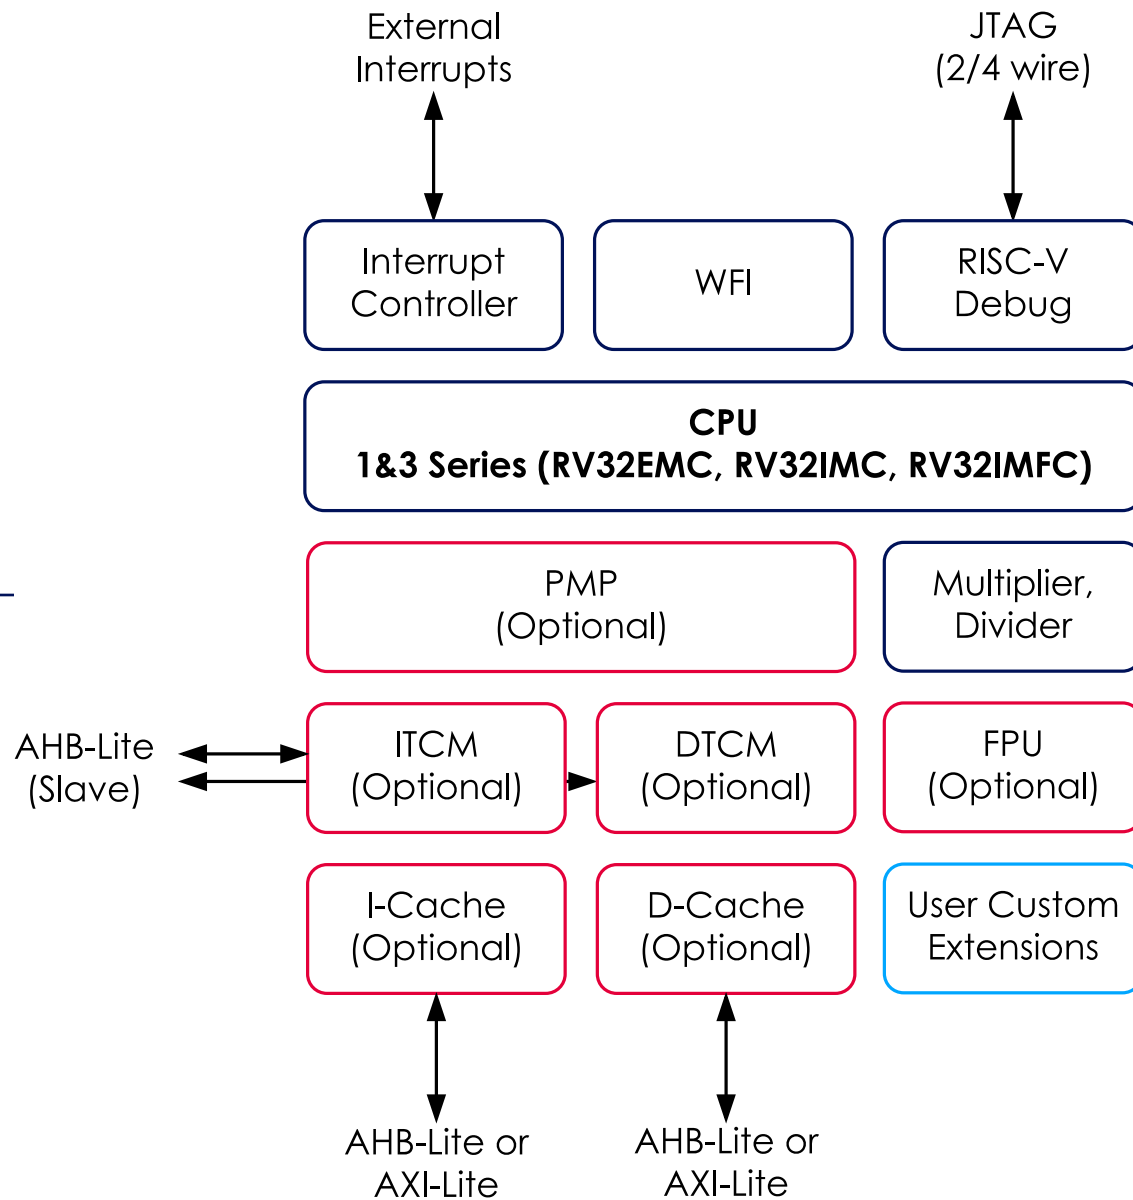 External
Interrupts
JTAG
(2/4 wire)
Interrupt
Controller
WFI
RISC-V
Debug
CPU
1&3 Series (RV32EMC, RV32IMC, RV32IMFC)
PMP
(Optional)
Multiplier,
Divider
AHB-Lite
(Slave)
ITCM
(Optional)
DTCM
(Optional)
FPU
(Optional)
I-Cache
(Optional)
D-Cache
(Optional)
User Custom
Extensions
AHB-Lite or
AXI-Lite
AHB-Lite or
AXI-Lite